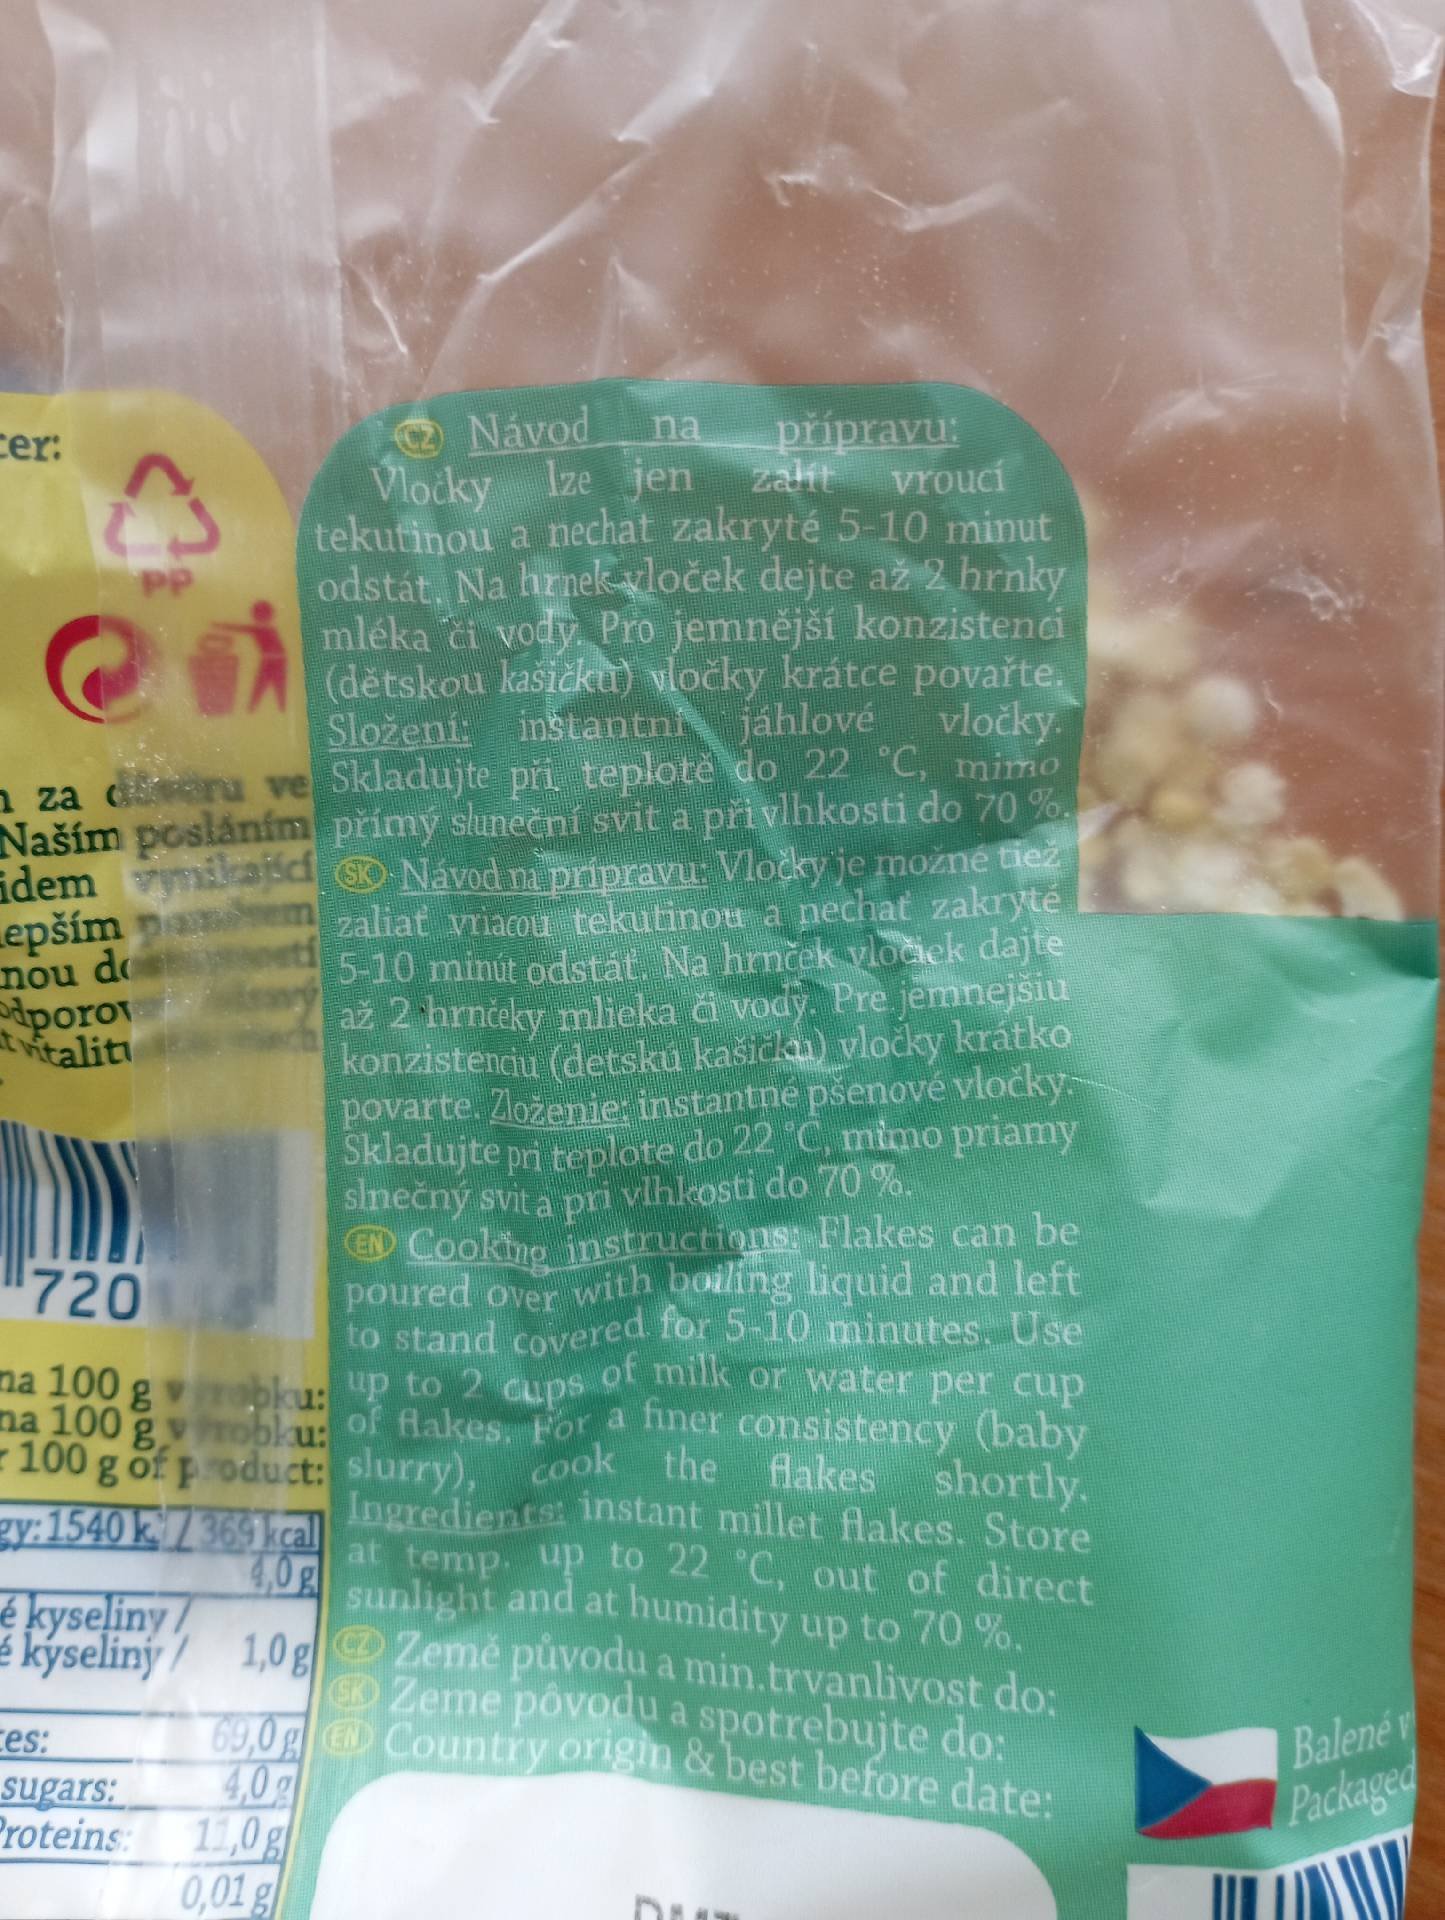 cer:
PP
n za důvěru ve
Naším posláním
idem vynikající
epším
nou do
odporov
t vitalitu
720
na 100 g výrobku:
na 100 g výrobku:
r 100 g of product:
gy: 1540 kJ / 369 kcal
4,0 g
é kyseliny /
é kyseliny / 1,0 g
tes: 69,0 g
sugars: 4,0 g
Proteins: 11,0 g
0,01 g
CZ Návod na přípravu:
Vločky lze jen zalít vroucí
tekutinou a nechat zakryté 5-10 minut
odstát. Na hrnek vloček dejte až 2 hrnky
mléka či vody. Pro jemnější konzistenci
(dětskou kašičku) vločky krátce povařte.
Složení: instantní jáhlové vločky.
Skladujte při teplotě do 22 °C, mimo
přímý sluneční svit a při vlhkosti do 70 %.
SK Návod na prípravu: Vločky je možné tiež
zaliať vriacou tekutinou a nechať zakryté
5-10 minút odstáť. Na hrnček vločiek dajte
až 2 hrnčeky mlieka či vody. Pre jemnejšiu
konzistenciu (detskú kašičku) vločky krátko
povarte. Zloženie: instantné pšenové vločky.
Skladujte pri teplote do 22 °C, mimo priamy
slnečný svit a pri vlhkosti do 70 %.
EN Cooking instructions: Flakes can be
poured over with boiling liquid and left
to stand covered for 5-10 minutes. Use
up to 2 cups of milk or water per cup
of flakes. For a finer consistency (baby
slurry), cook the flakes shortly.
Ingredients: instant millet flakes. Store
at temp. up to 22 °C, out of direct
sunlight and at humidity up to 70 %.
CZ Země původu a min.trvanlivost do:
SK Zeme pôvodu a spotrebujte do:
EN Country origin & best before date:
Balené v
Packaged